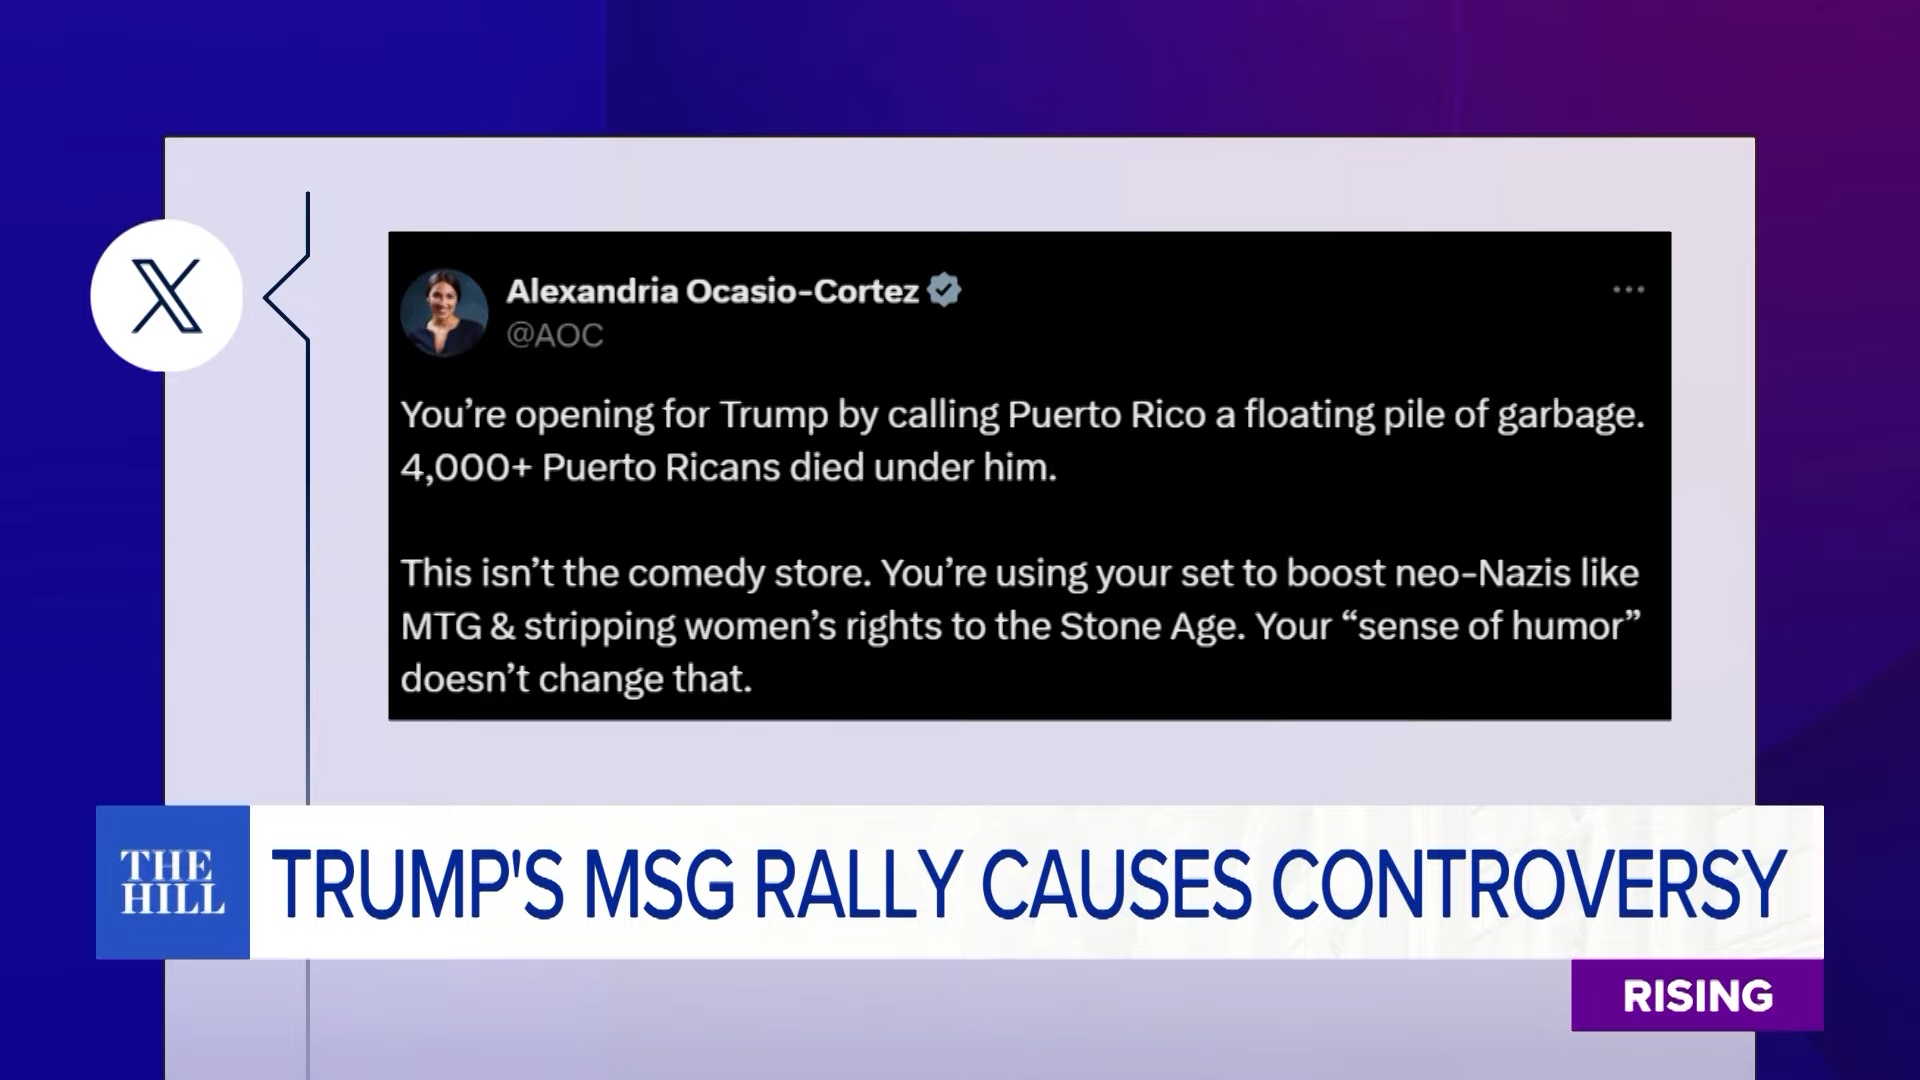 Alexandria Ocasio-Cortez
@AOC
You're opening for Trump by calling Puerto Rico a floating pile of garbage.
4,000+ Puerto Ricans died under him.
This isn't the comedy store. You're using your set to boost neo-Nazis like
MTG & stripping women's rights to the Stone Age. Your “sense of humor”
doesn't change that.
THE
HILL
TRUMP'S MSG RALLY CAUSES CONTROVERSY
RISING